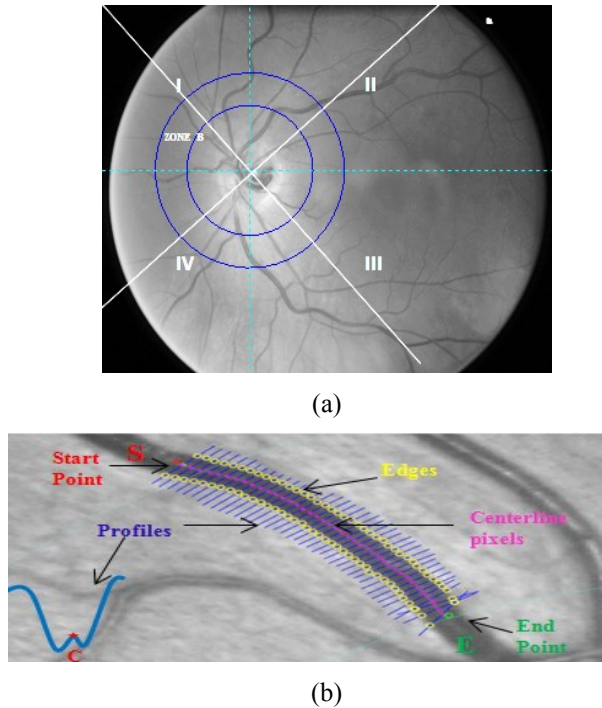 I
II
ZONE B
IV
III
(a)
S
Start
Point
Edges
Profiles
Centerline
pixels
C
E
End
Point
(b)